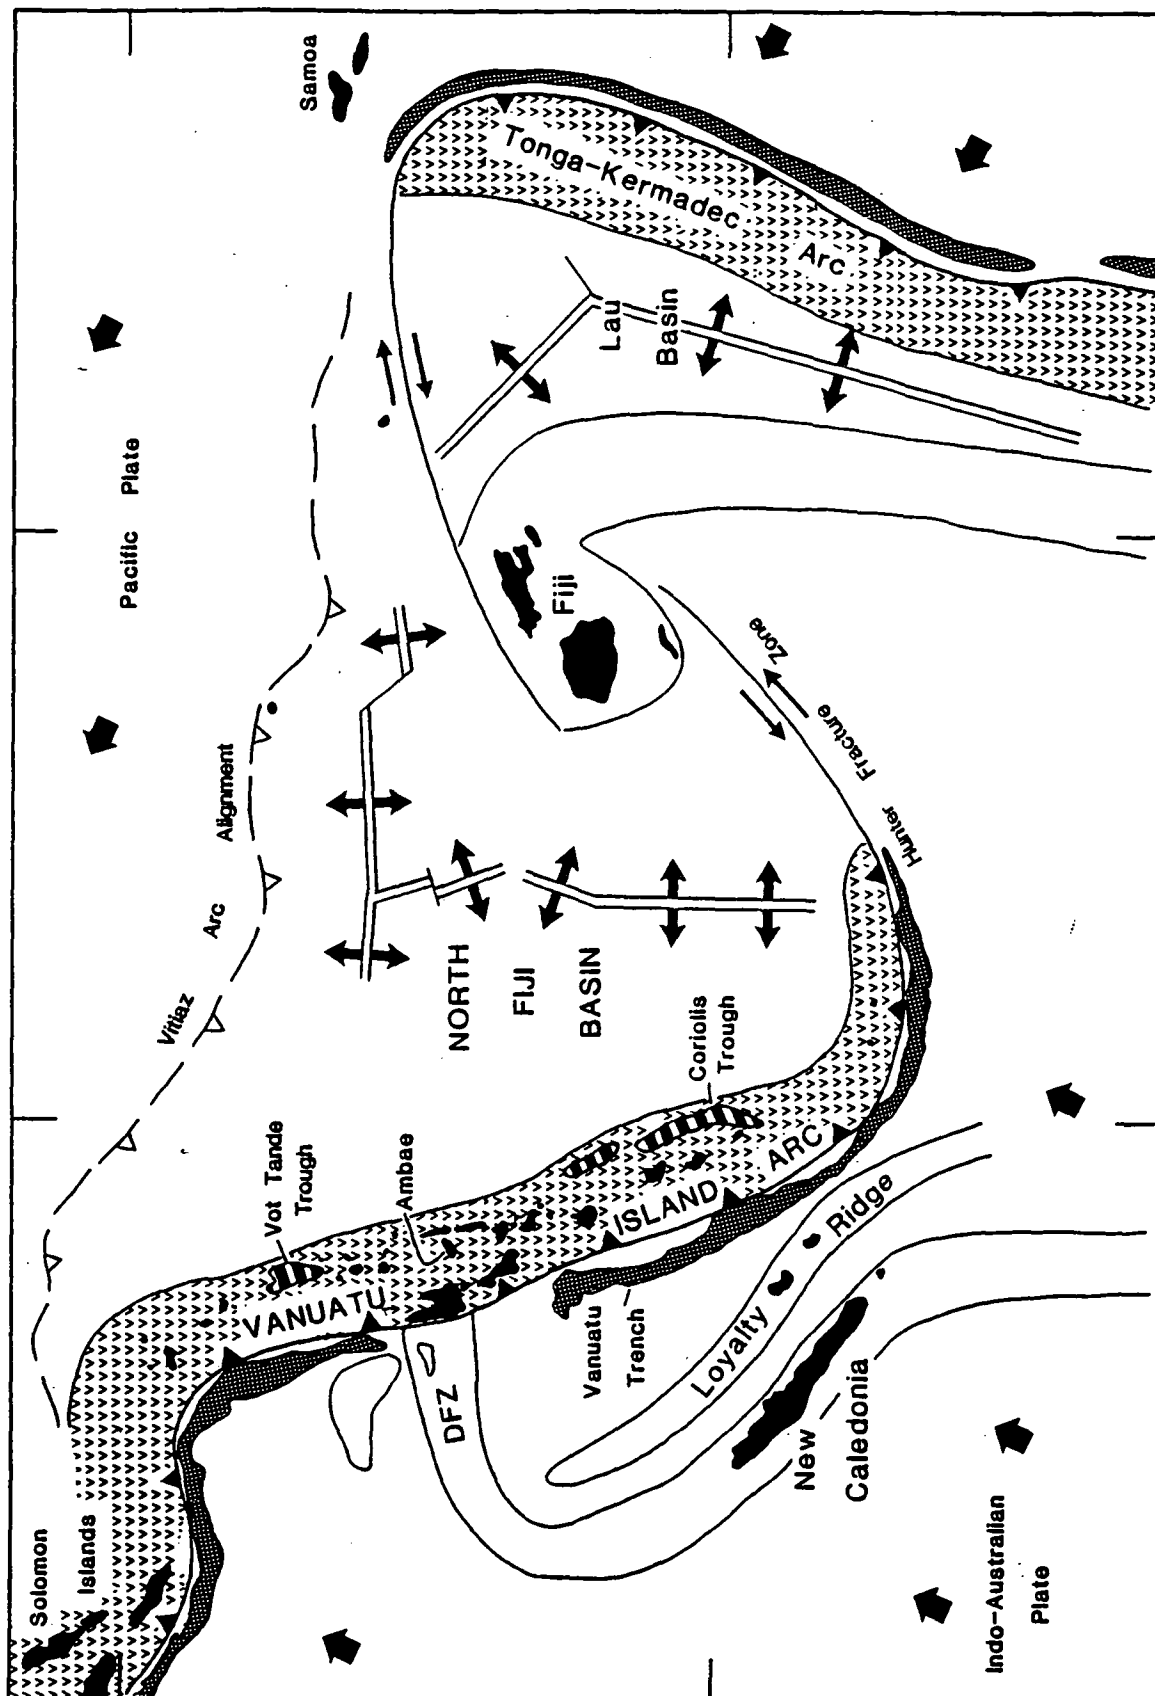 Solomon
Islands
Vitiaz
Arc
Alignment
Pacific Plate
Samoa
Vot Tande
Trough
Ambae
VANUATU
ISLAND
ARC
DFZ
Vanuatu
Trench
Coriolis
Trough
NORTH
FIJI
BASIN
Fiji
Lau
Basin
Tonga-Kermadec
Arc
Hunter
Fracture
Zone
Loyalty
Ridge
New
Caledonia
Indo-Australian
Plate